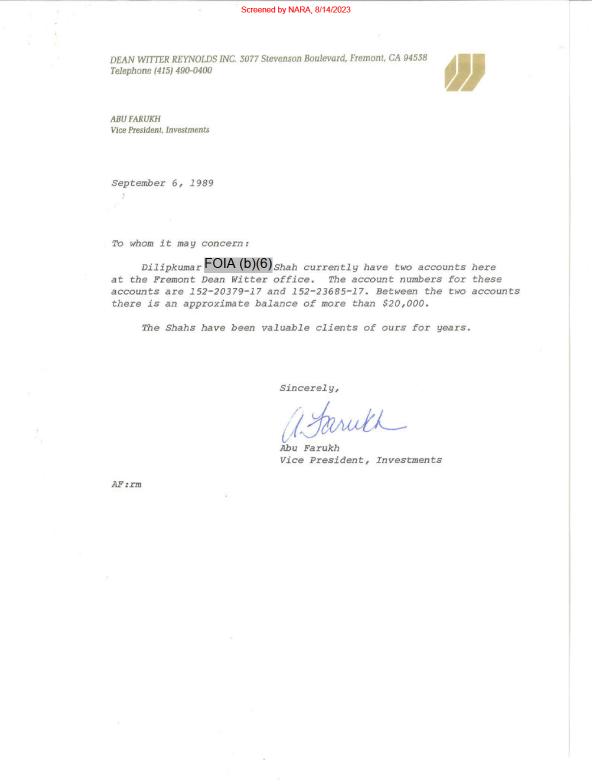 Screened by NARA, 8/14/2023
DEAN WITTER REYNOLDS INC. 3077 Stevenson Boulevard, Fremont, CA 94538
Telephone (415) 490-0400
ABU FARUKH
Vice President, Investments
September 6, 1989
To whom it may concern:
Dilipkumar FOIA (b)(6) Shah currently have two accounts here
at the Fremont Dean Witter office. The account numbers for these
accounts are 152-20379-17 and 152-23685-17. Between the two accounts
there is an approximate balance of more than $20,000.
The Shahs have been valuable clients of ours for years.
Sincerely,
A Farukh
Abu Farukh
Vice President, Investments
AF:rm